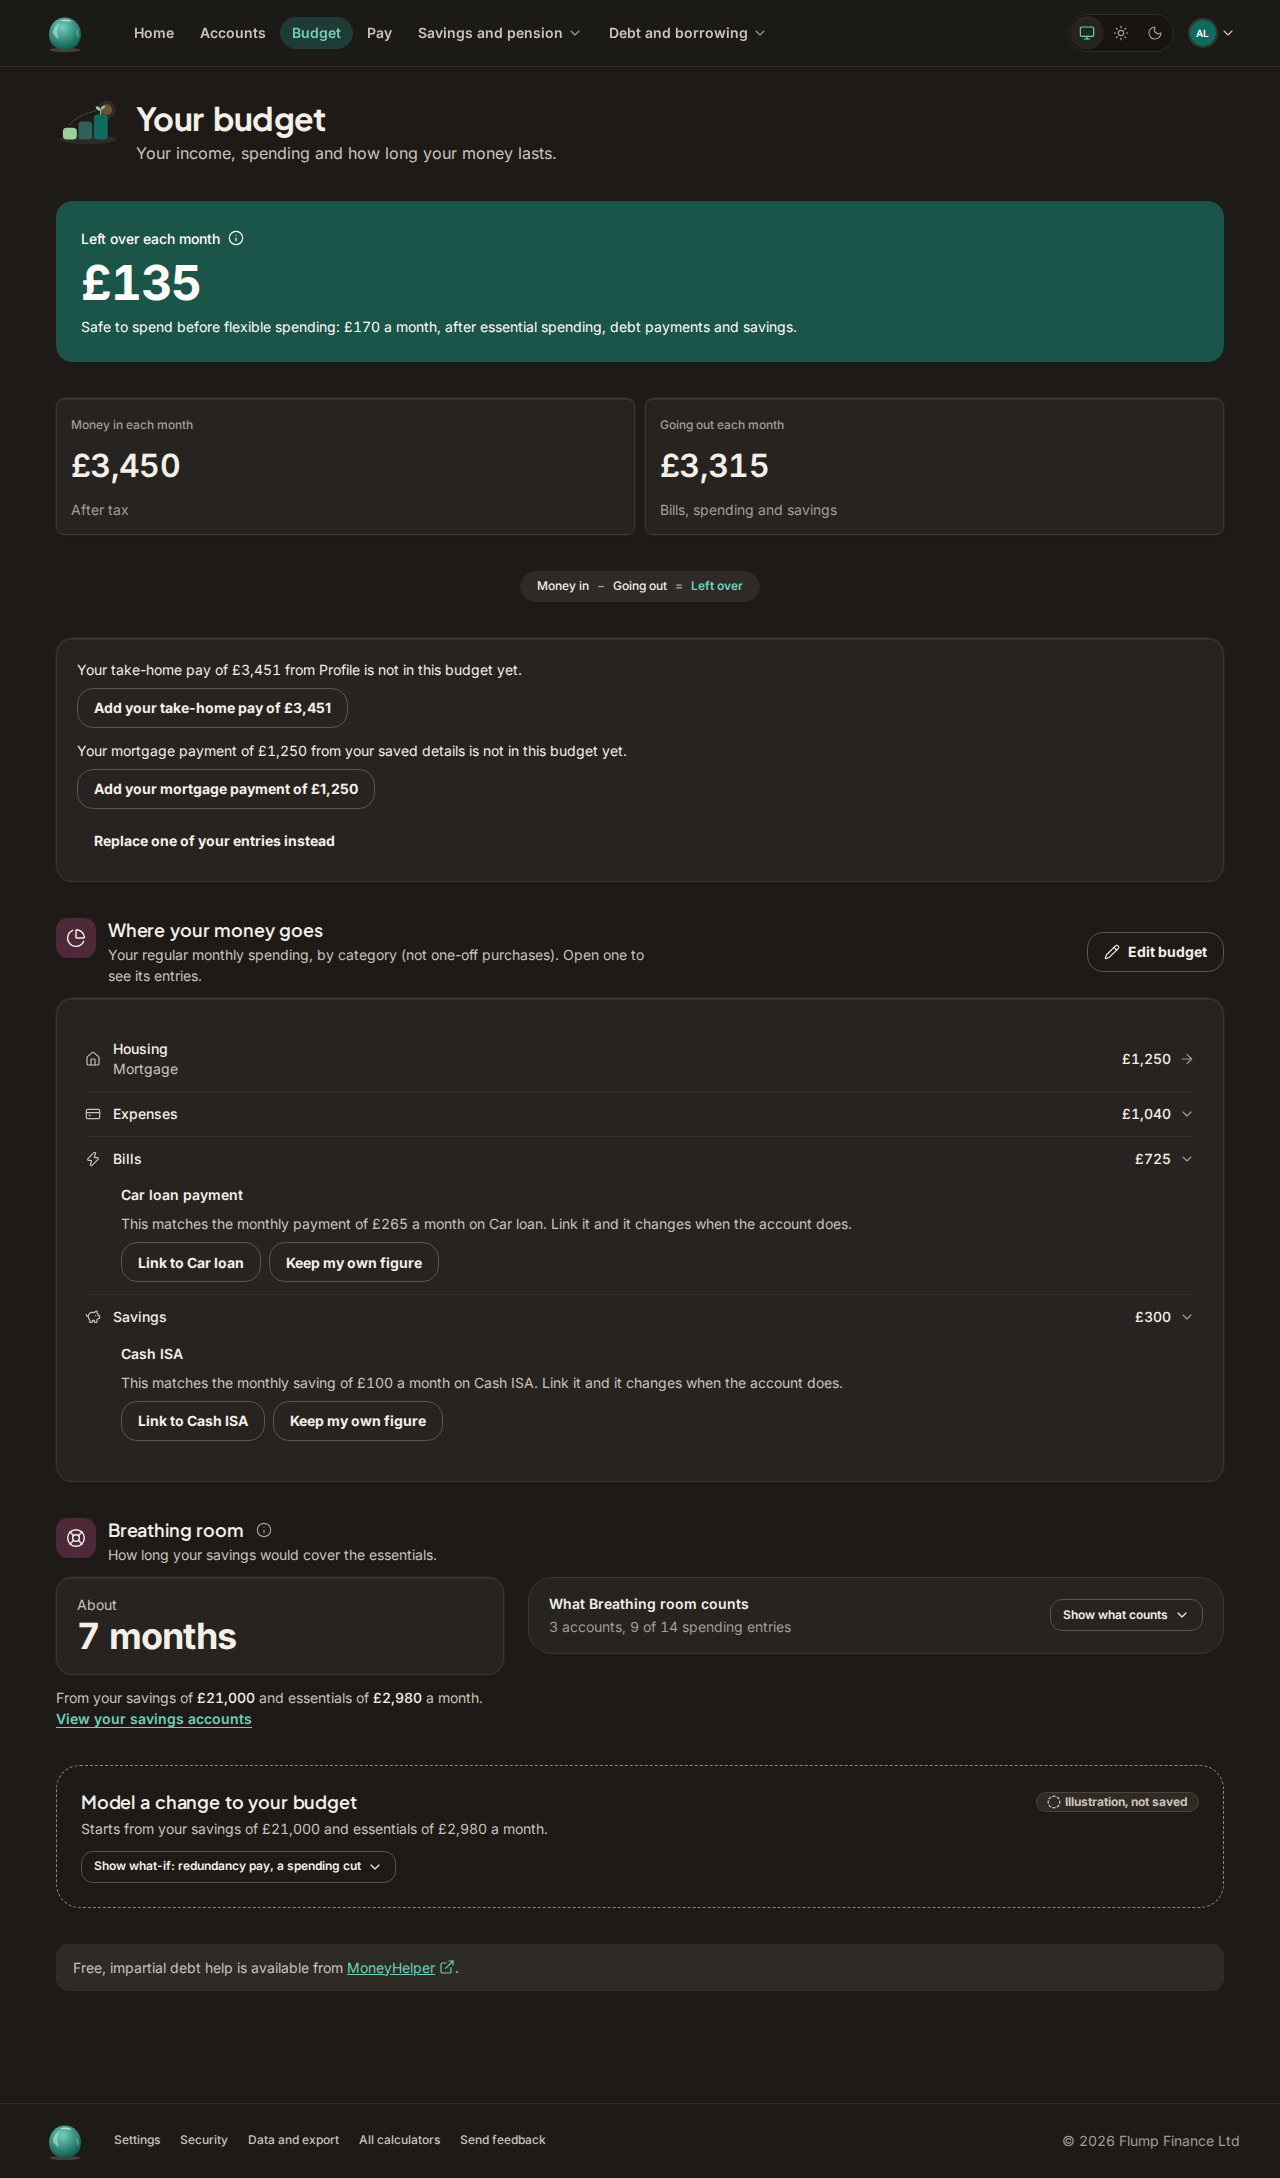 Home
Accounts
Budget
Pay
Savings and pension
Debt and borrowing
AL
Your budget
Your income, spending and how long your money lasts.
Left over each month
£135
Safe to spend before flexible spending: £170 a month, after essential spending, debt payments and savings.
Money in each month
£3,450
After tax
Going out each month
£3,315
Bills, spending and savings
Money in − Going out = Left over
Your take-home pay of £3,451 from Profile is not in this budget yet.
Add your take-home pay of £3,451
Your mortgage payment of £1,250 from your saved details is not in this budget yet.
Add your mortgage payment of £1,250
Replace one of your entries instead
Where your money goes
Your regular monthly spending, by category (not one-off purchases). Open one to
see its entries.
Edit budget
Housing
Mortgage
£1,250
Expenses
£1,040
Bills
£725
Car loan payment
This matches the monthly payment of £265 a month on Car loan. Link it and it changes when the account does.
Link to Car loan
Keep my own figure
Savings
£300
Cash ISA
This matches the monthly saving of £100 a month on Cash ISA. Link it and it changes when the account does.
Link to Cash ISA
Keep my own figure
Breathing room
How long your savings would cover the essentials.
About
7 months
What Breathing room counts
3 accounts, 9 of 14 spending entries
Show what counts
From your savings of £21,000 and essentials of £2,980 a month.
View your savings accounts
Model a change to your budget
Illustration, not saved
Starts from your savings of £21,000 and essentials of £2,980 a month.
Show what-if: redundancy pay, a spending cut
Free, impartial debt help is available from MoneyHelper.
Settings
Security
Data and export
All calculators
Send feedback
© 2026 Flump Finance Ltd